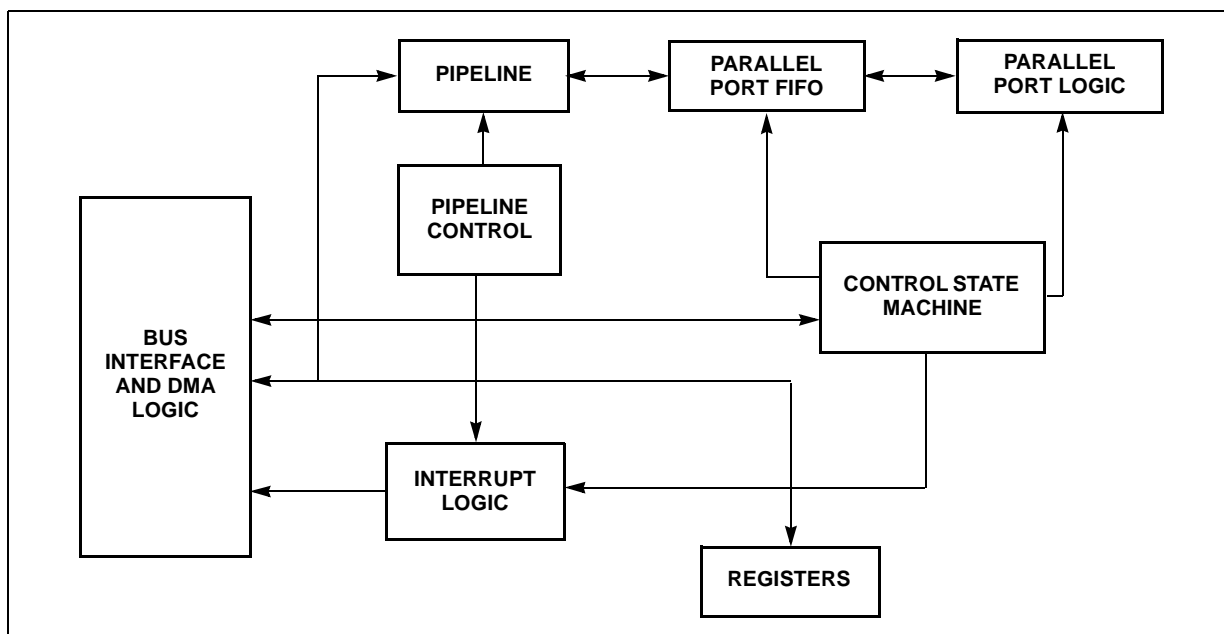 PIPELINE
PARALLEL
PORT FIFO
PARALLEL
PORT LOGIC
PIPELINE
CONTROL
CONTROL STATE
MACHINE
BUS
INTERFACE
AND DMA
LOGIC
INTERRUPT
LOGIC
REGISTERS